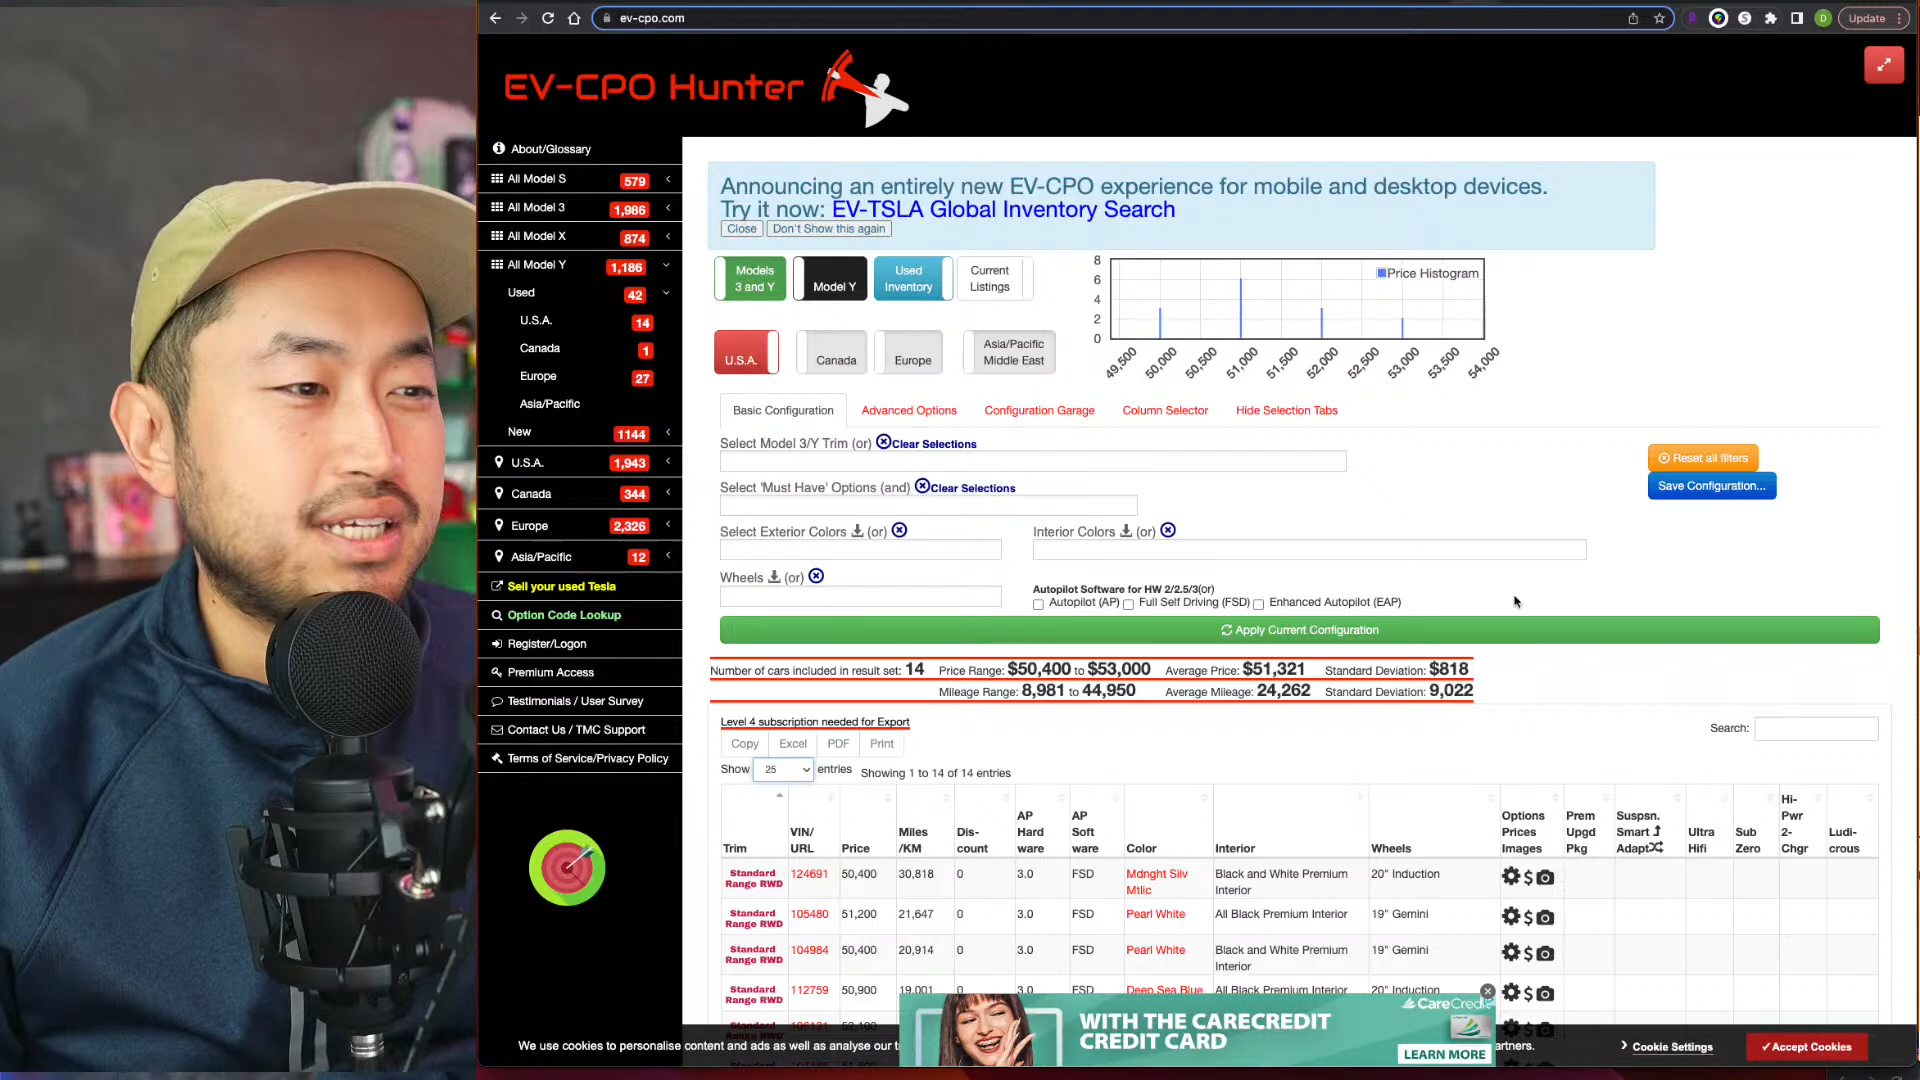 ev-cpo.com
D
Update
EV-CPO Hunter
About/Glossary
All Model S 579
All Model 3 1,986
All Model X 874
All Model Y 1,186
Used 42
U.S.A. 14
Canada 1
Europe 27
Asia/Pacific
New 1144
U.S.A. 1,943
Canada 344
Europe 2,326
Asia/Pacific 12
Sell your used Tesla
Option Code Lookup
Register/Logon
Premium Access
Testimonials / User Survey
Contact Us / TMC Support
Terms of Service/Privacy Policy
Announcing an entirely new EV-CPO experience for mobile and desktop devices.
Try it now: EV-TSLA Global Inventory Search
Close Don't Show this again
Models 3 and Y
Model Y
Used Inventory
Current Listings
U.S.A.
Canada
Europe
Asia/Pacific Middle East
Price Histogram
8
6
4
2
0
49,500 50,000 50,500 51,000 51,500 52,000 52,500 53,000 53,500 54,000
Basic Configuration Advanced Options Configuration Garage Column Selector Hide Selection Tabs
Select Model 3/Y Trim (or) Clear Selections
Reset all filters
Save Configuration...
Select 'Must Have' Options (and) Clear Selections
Select Exterior Colors (or) Interior Colors (or)
Wheels (or)
Autopilot Software for HW 2/2.5/3(or)
Autopilot (AP) Full Self Driving (FSD) Enhanced Autopilot (EAP)
Apply Current Configuration
Number of cars included in result set: 14 Price Range: $50,400 to $53,000 Average Price: $51,321 Standard Deviation: $818
Mileage Range: 8,981 to 44,950 Average Mileage: 24,262 Standard Deviation: 9,022
Level 4 subscription needed for Export
Copy Excel PDF Print
Search:
Show 25 entries Showing 1 to 14 of 14 entries
Trim VIN/ URL Price Miles /KM Dis- count AP Hard ware AP Soft ware Color Interior Wheels Options Prices Images Prem Upgd Pkg Suspsn. Smart Adapt Ultra Hifi Sub Zero Hi- Pwr 2- Chgr Ludi- crous
Standard Range RWD 124691 50,400 30,818 0 3.0 FSD Mdnght Silv Mtlic Black and White Premium Interior 20" Induction $
Standard Range RWD 105480 51,200 21,647 0 3.0 FSD Pearl White All Black Premium Interior 19" Gemini $
Standard Range RWD 104984 50,400 20,914 0 3.0 FSD Pearl White Black and White Premium Interior 19" Gemini $
Standard Range RWD 112759 50,900 19,001 0 3.0 FSD Deep Sea Blue All Black Premium Interior 20" Induction $
CareCredit
WITH THE CARECREDIT
CREDIT CARD
LEARN MORE
We use cookies to personalise content and ads as well as analyse our
artners.
Cookie Settings
Accept Cookies